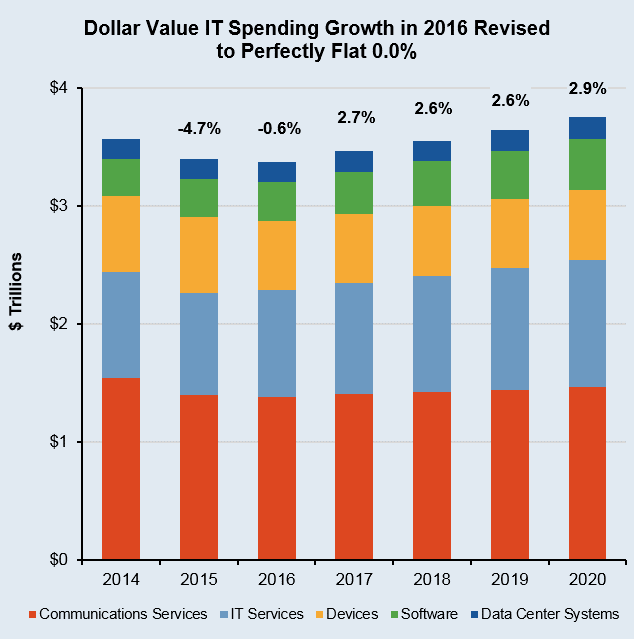 Dollar Value IT Spending Growth in 2016 Revised
to Perfectly Flat 0.0%
$4
$3
$2
$1
$0
$ Trillions
-4.7%
-0.6%
2.7%
2.6%
2.6%
2.9%
2014
2015
2016
2017
2018
2019
2020
Communications Services
IT Services
Devices
Software
Data Center Systems